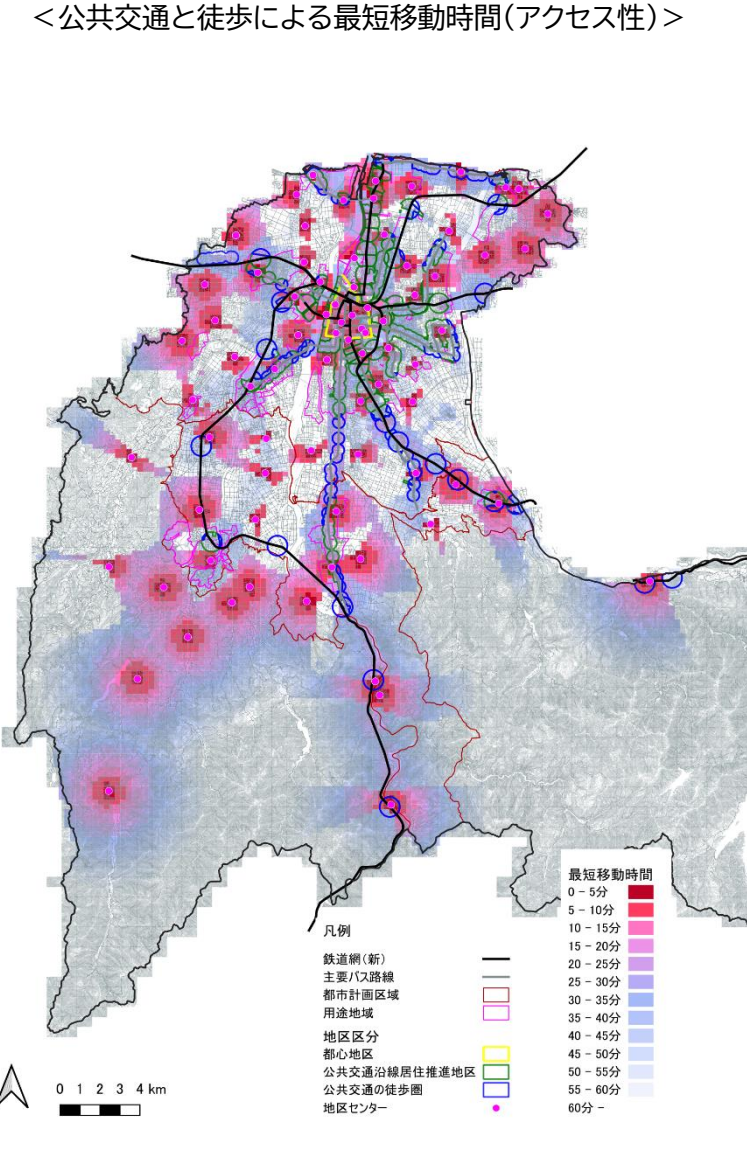 ＜公共交通と徒歩による最短移動時間(アクセス性)＞
最短移動時間
0 - 5分
5 - 10分
10 - 15分
15 - 20分
20 - 25分
25 - 30分
30 - 35分
35 - 40分
40 - 45分
45 - 50分
50 - 55分
55 - 60分
60分 -
凡例
鉄道網(新)
主要バス路線
都市計画区域
用途地域
地区区分
都心地区
公共交通沿線居住推進地区
公共交通の徒歩圏
地区センター
0 1 2 3 4 km